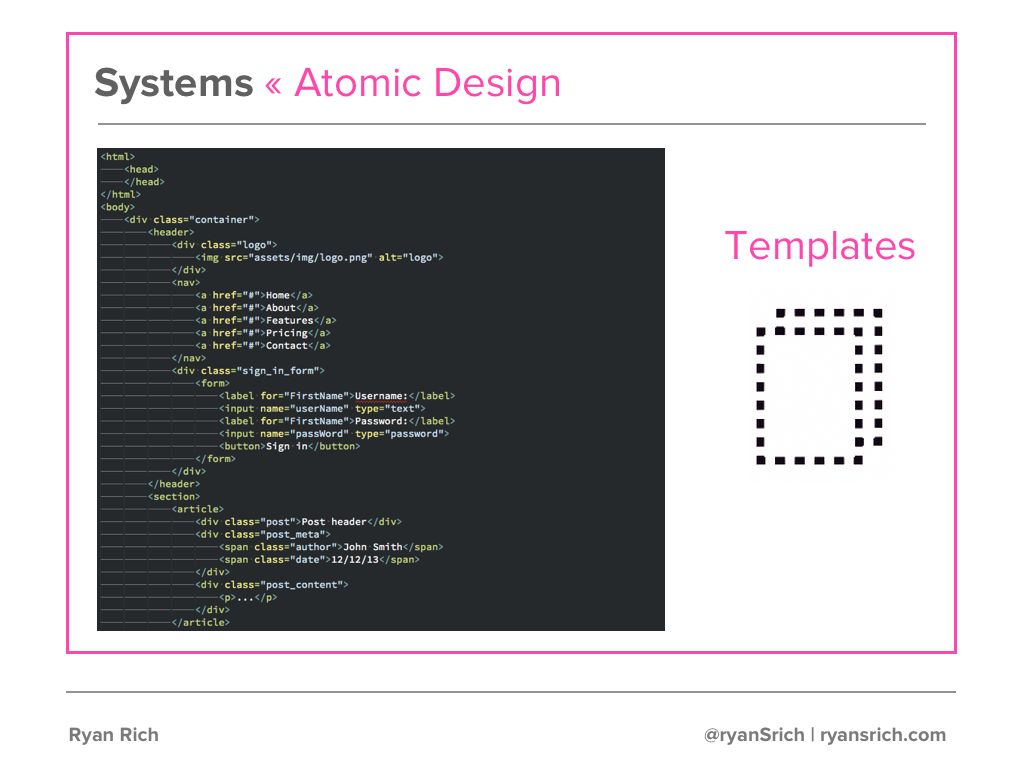 Systems « Atomic Design
<html>
<head>
</head>
</html>
<body>
<div class="container">
<header>
<div class="logo">
<img src="assets/img/logo.png" alt="logo">
</div>
<nav>
<a href="#">Home</a>
<a href="#">About</a>
<a href="#">Features</a>
<a href="#">Pricing</a>
<a href="#">Contact</a>
</nav>
<div class="sign_in_form">
<form>
<label for="FirstName">Username:</label>
<input name="userName" type="text">
<label for="FirstName">Password:</label>
<input name="passWord" type="password">
<button>Sign in</button>
</form>
</div>
</header>
<section>
<article>
<div class="post">Post header</div>
<div class="post_meta">
<span class="author">John Smith</span>
<span class="date">12/12/13</span>
</div>
<div class="post_content">
<p>...</p>
</div>
</article>
Templates
Ryan Rich
@ryanSrich | ryansrich.com